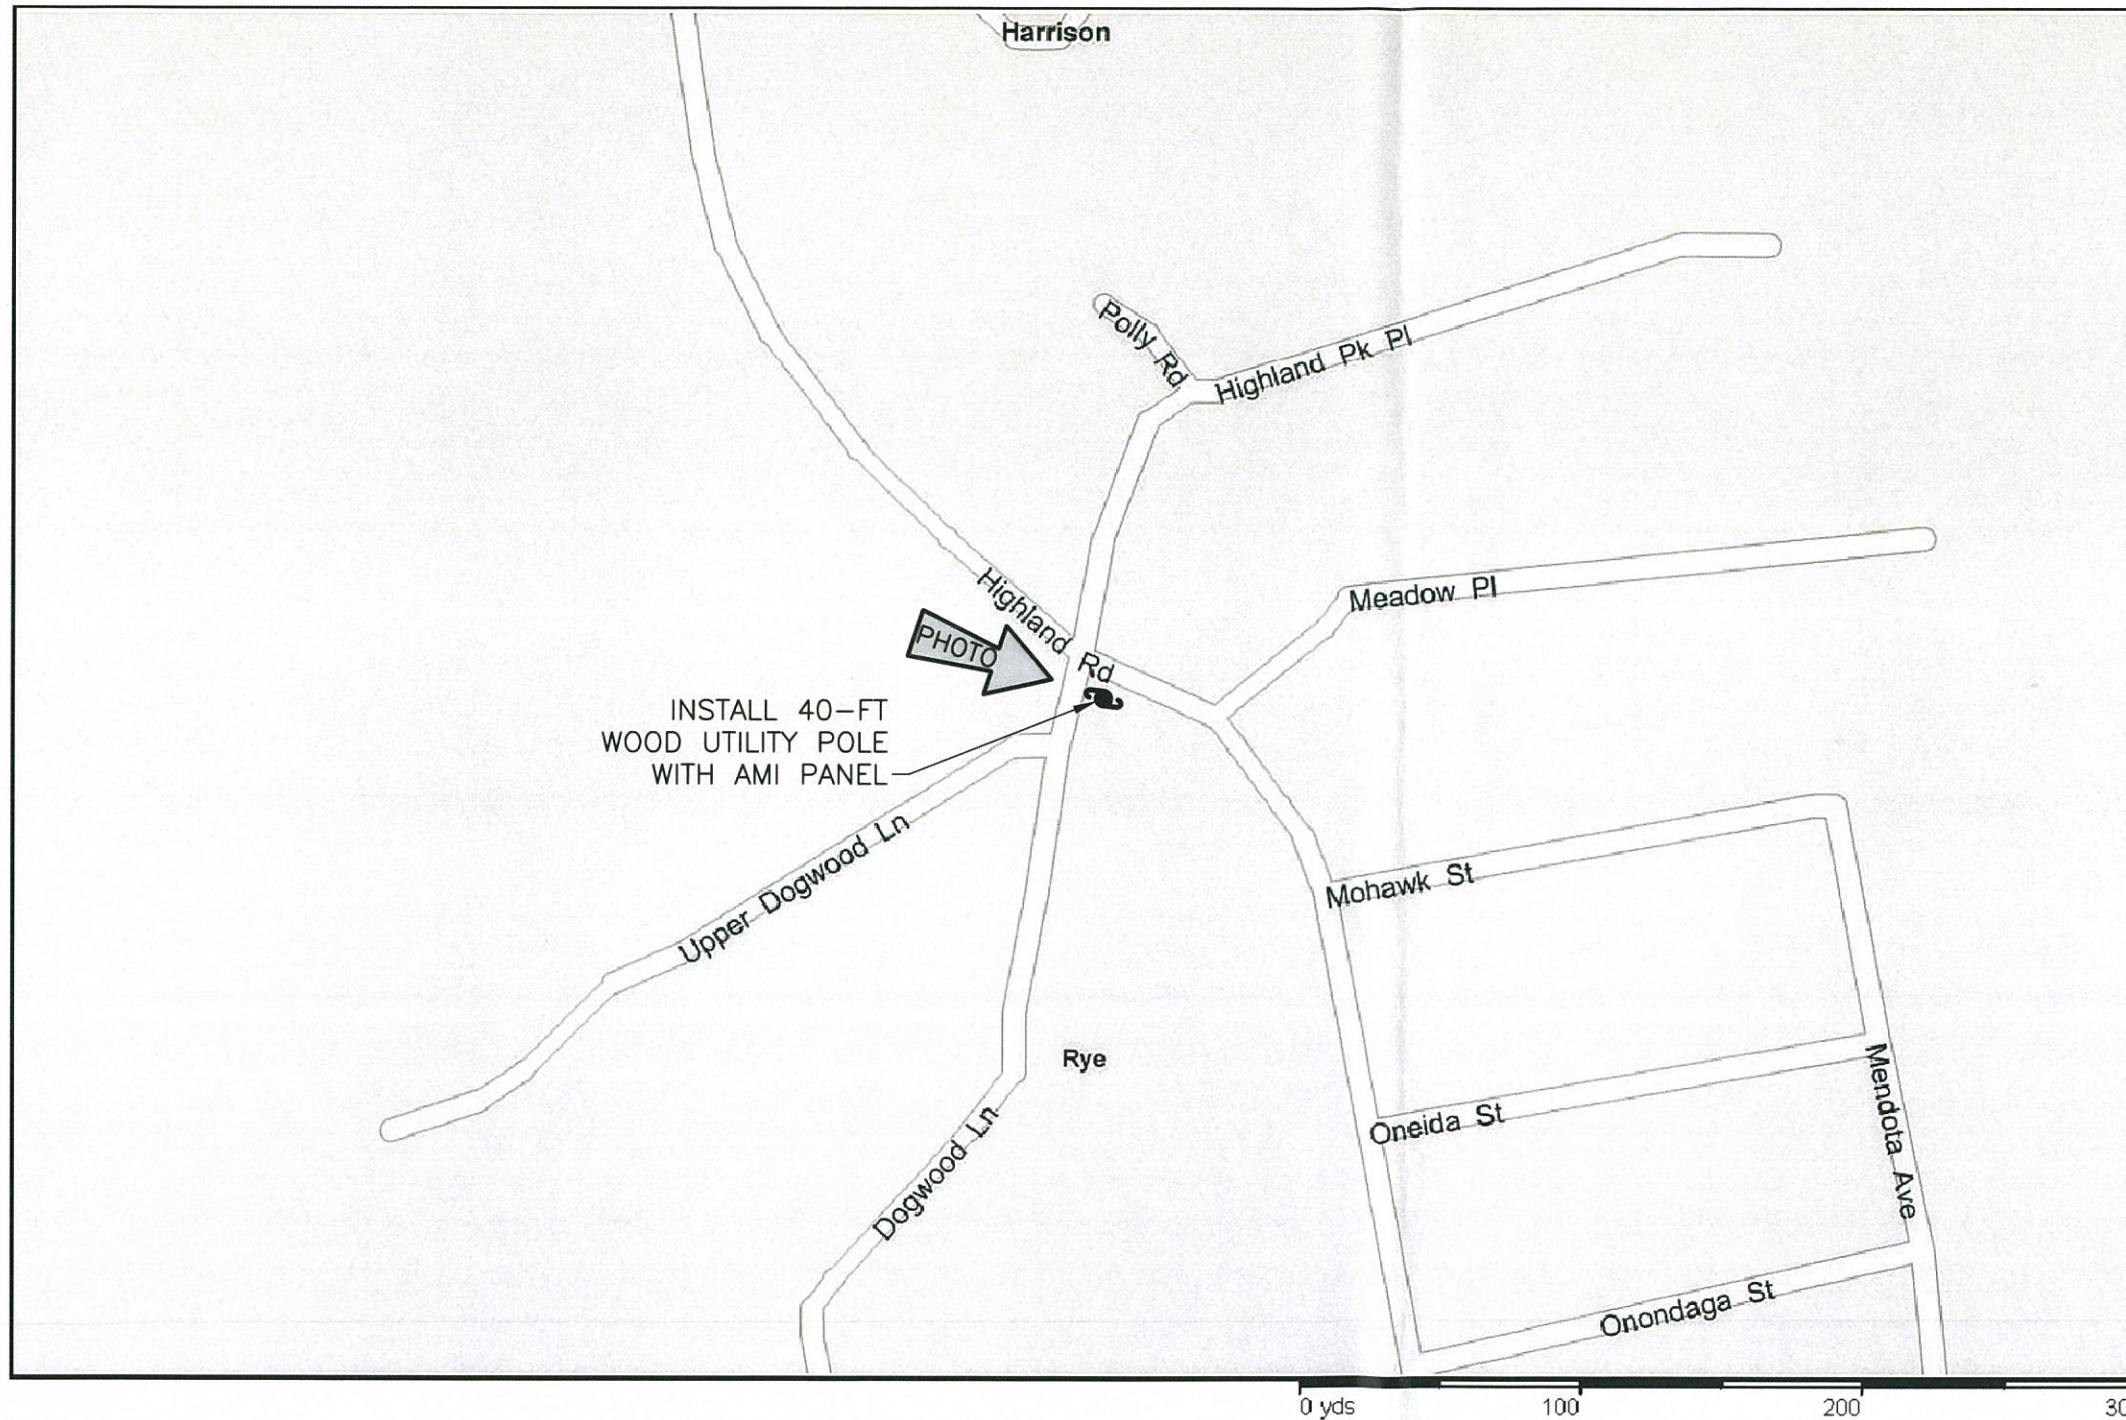 Harrison
Polly Rd
Highland Pk Pl
Highland Rd
Meadow Pl
PHOTO
INSTALL 40-FT
WOOD UTILITY POLE
WITH AMI PANEL
Upper Dogwood Ln
Mohawk St
Rye
Oneida St
Mendota Ave
Dogwood Ln
Onondaga St
0 yds 100 200